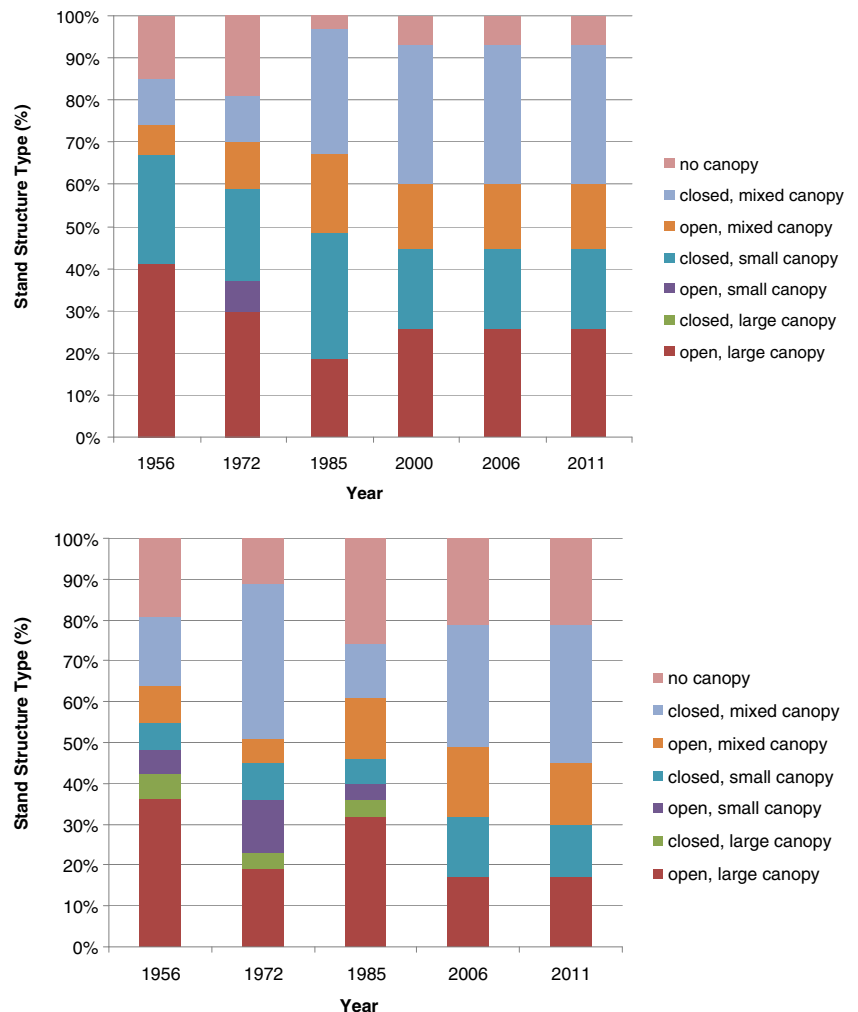 100%
90%
80%
70%
60%
50%
40%
30%
20%
10%
0%
Stand Structure Type (%)
1956 1972 1985 2000 2006 2011
Year
no canopy
closed, mixed canopy
open, mixed canopy
closed, small canopy
open, small canopy
closed, large canopy
open, large canopy
100%
90%
80%
70%
60%
50%
40%
30%
20%
10%
0%
Stand Structure Type (%)
1956 1972 1985 2006 2011
Year
no canopy
closed, mixed canopy
open, mixed canopy
closed, small canopy
open, small canopy
closed, large canopy
open, large canopy